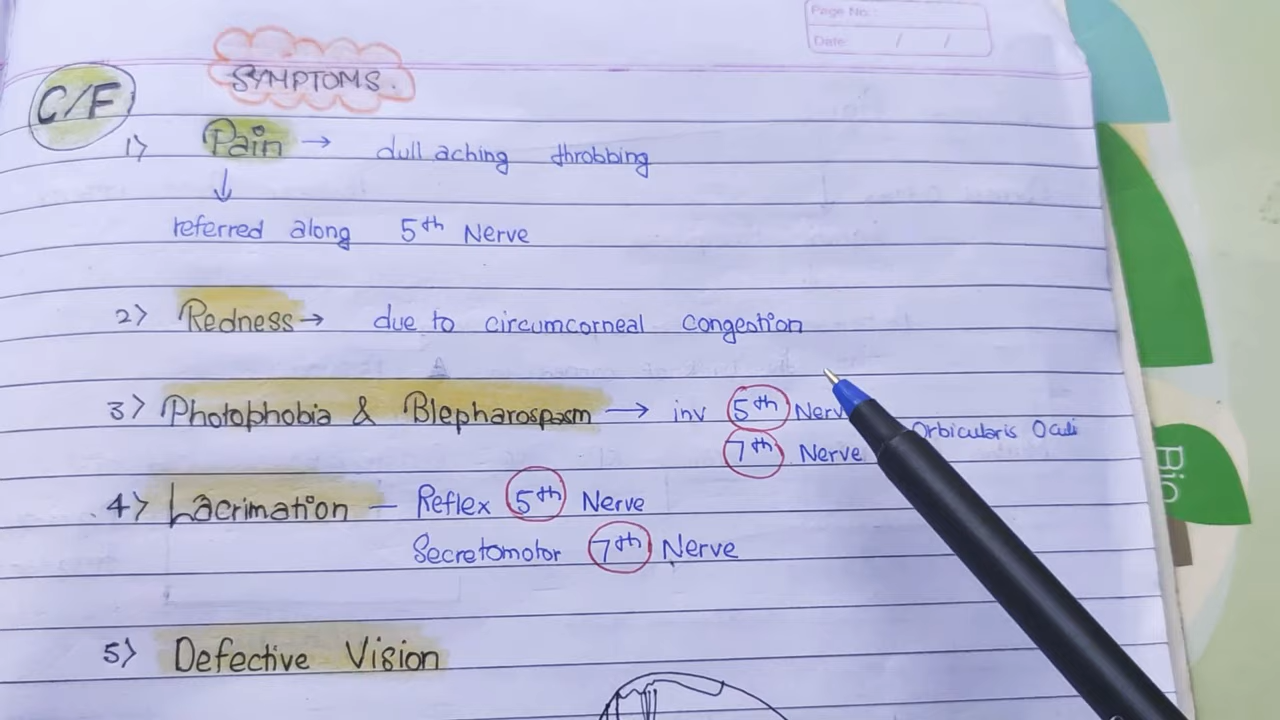 Page No.:
Date: / /
SYMPTOMS.
C/F
1> Pain → dull aching throbbing
↓
referred along 5th Nerve
2> Redness → due to circumcorneal congestion
3> Photophobia & Blepharospasm → inv 5th
7th Nerve Orbicularis Oculi
4> Lacrimation — Reflex 5th Nerve
Secretomotor 7th Nerve
5> Defective Vision
Bio